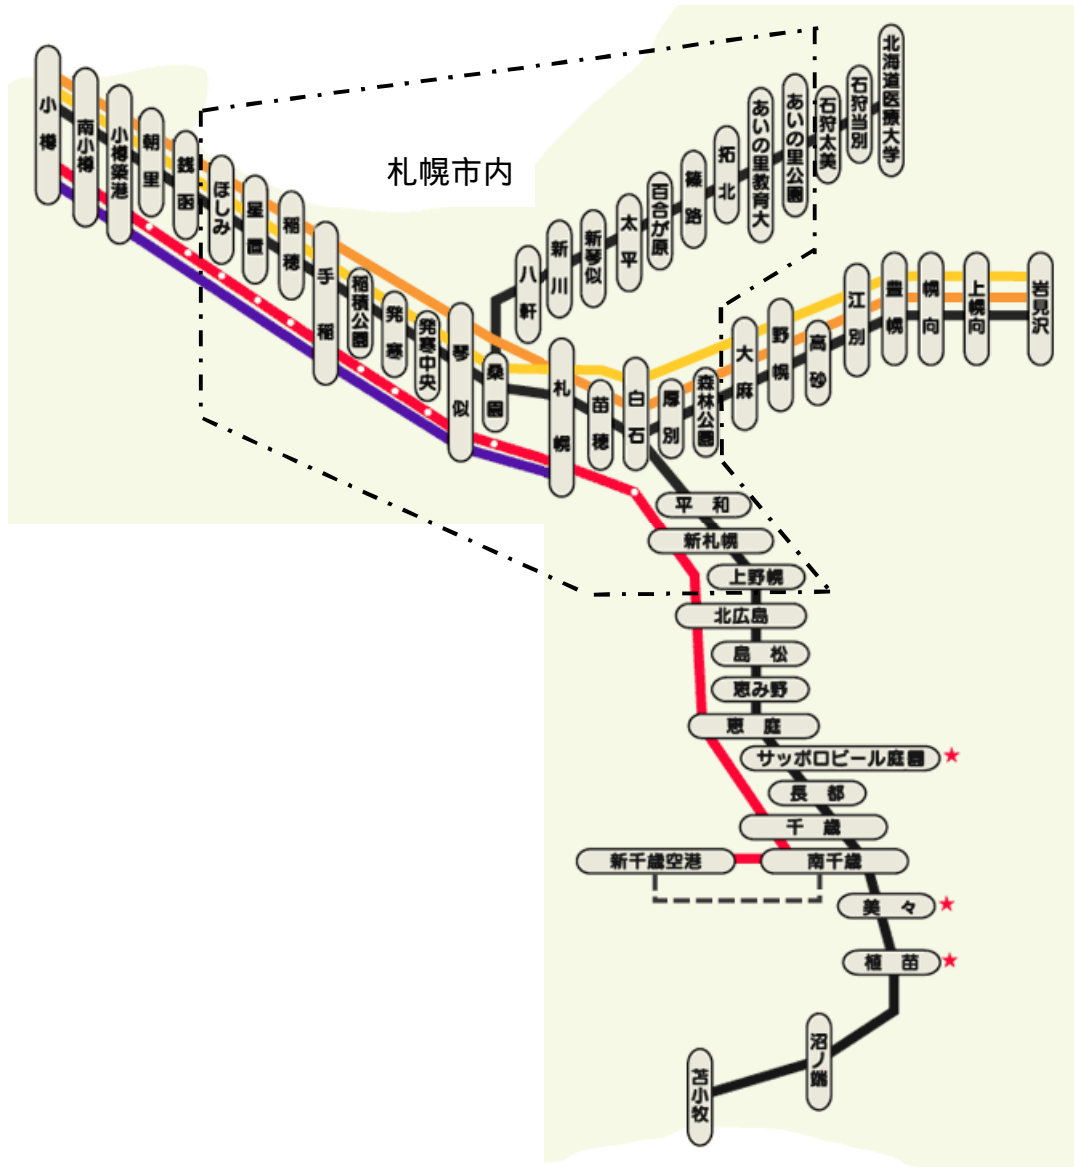 小樽
南小樽
小樽築港
朝里
銭函
ほしみ
星置
稲穂
手稲
稲積公園
発寒
発寒中央
琴似
桑園
札幌
札幌市内
八軒
新川
新琴似
太平
百合が原
篠路
拓北
あいの里教育大
あいの里公園
石狩太美
石狩当別
北海道医療大学
苗穂
白石
厚別
森林公園
大麻
野幌
高砂
江別
豊幌
幌向
上幌向
岩見沢
平和
新札幌
上野幌
北広島
島松
恵み野
恵庭
サッポロビール庭園 ★
長都
千歳
新千歳空港
南千歳
美々 ★
植苗 ★
沼ノ端
苫小牧